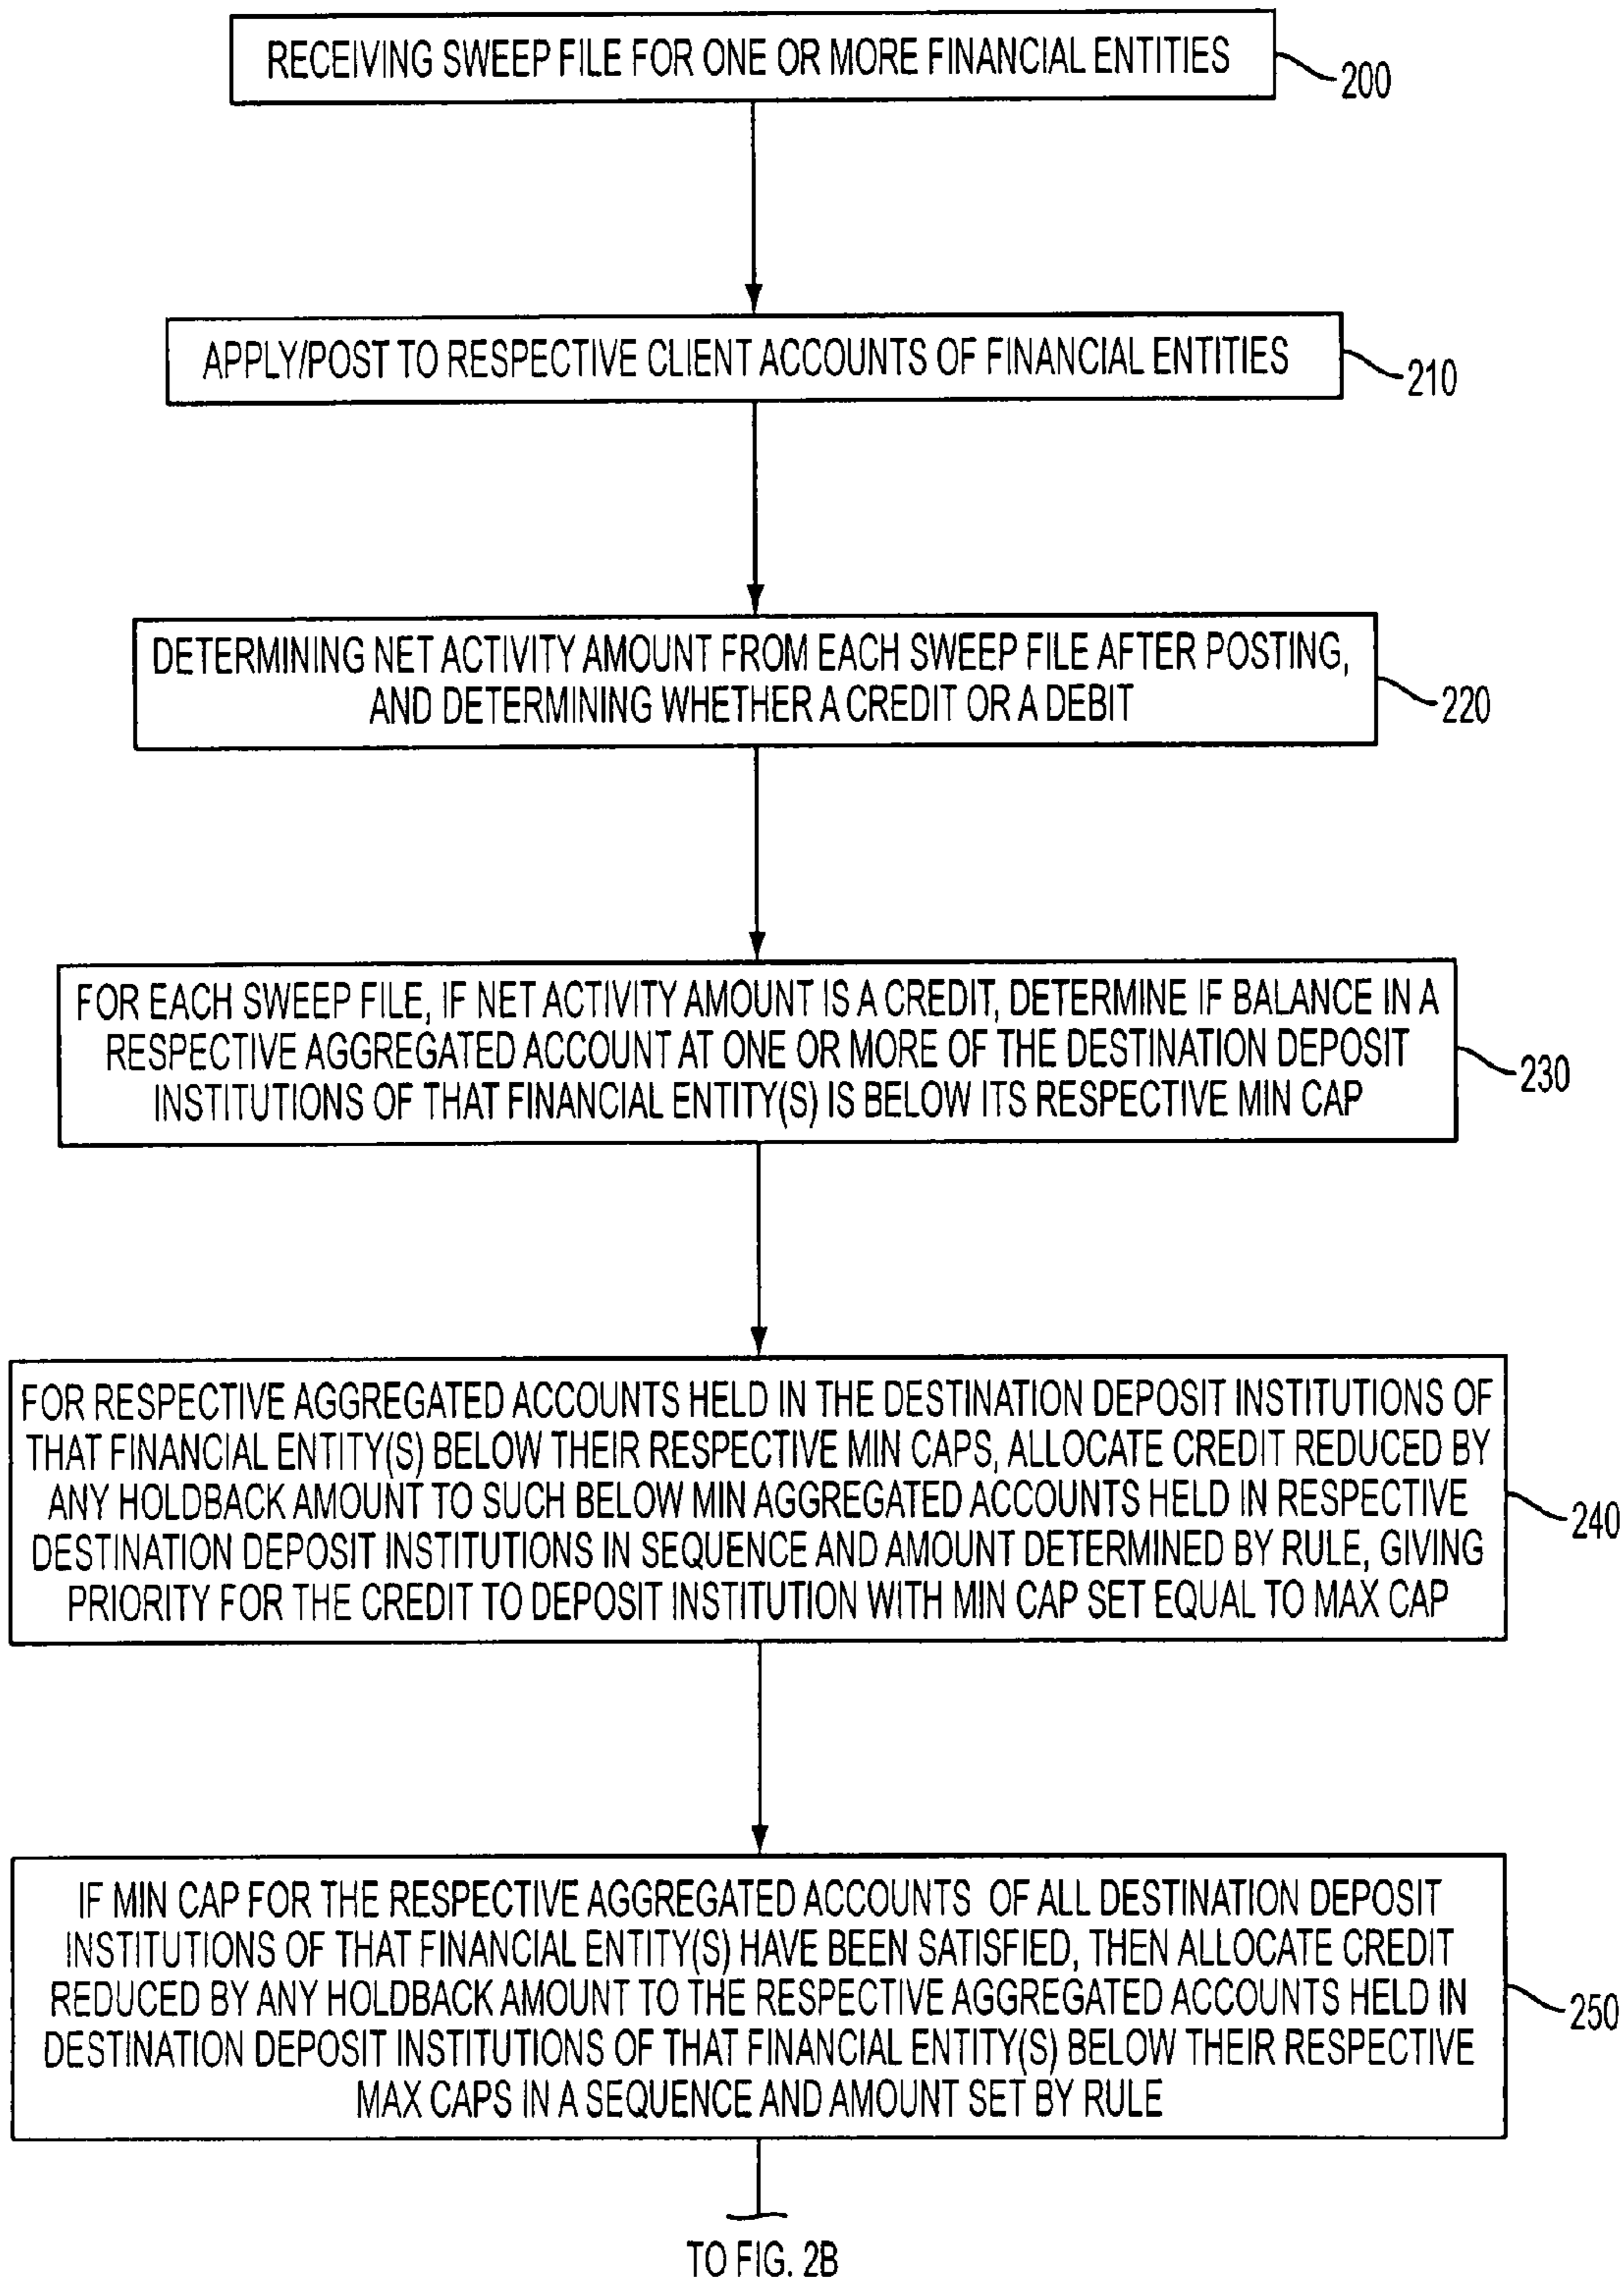 RECEIVING SWEEP FILE FOR ONE OR MORE FINANCIAL ENTITIES
200
APPLY/POST TO RESPECTIVE CLIENT ACCOUNTS OF FINANCIAL ENTITIES
210
DETERMINING NET ACTIVITY AMOUNT FROM EACH SWEEP FILE AFTER POSTING,
AND DETERMINING WHETHER A CREDIT OR A DEBIT
220
FOR EACH SWEEP FILE, IF NET ACTIVITY AMOUNT IS A CREDIT, DETERMINE IF BALANCE IN A
RESPECTIVE AGGREGATED ACCOUNT AT ONE OR MORE OF THE DESTINATION DEPOSIT
INSTITUTIONS OF THAT FINANCIAL ENTITY(S) IS BELOW ITS RESPECTIVE MIN CAP
230
FOR RESPECTIVE AGGREGATED ACCOUNTS HELD IN THE DESTINATION DEPOSIT INSTITUTIONS OF
THAT FINANCIAL ENTITY(S) BELOW THEIR RESPECTIVE MIN CAPS, ALLOCATE CREDIT REDUCED BY
ANY HOLDBACK AMOUNT TO SUCH BELOW MIN AGGREGATED ACCOUNTS HELD IN RESPECTIVE
DESTINATION DEPOSIT INSTITUTIONS IN SEQUENCE AND AMOUNT DETERMINED BY RULE, GIVING
PRIORITY FOR THE CREDIT TO DEPOSIT INSTITUTION WITH MIN CAP SET EQUAL TO MAX CAP
240
IF MIN CAP FOR THE RESPECTIVE AGGREGATED ACCOUNTS OF ALL DESTINATION DEPOSIT
INSTITUTIONS OF THAT FINANCIAL ENTITY(S) HAVE BEEN SATISFIED, THEN ALLOCATE CREDIT
REDUCED BY ANY HOLDBACK AMOUNT TO THE RESPECTIVE AGGREGATED ACCOUNTS HELD IN
DESTINATION DEPOSIT INSTITUTIONS OF THAT FINANCIAL ENTITY(S) BELOW THEIR RESPECTIVE
MAX CAPS IN A SEQUENCE AND AMOUNT SET BY RULE
250
TO FIG. 2B